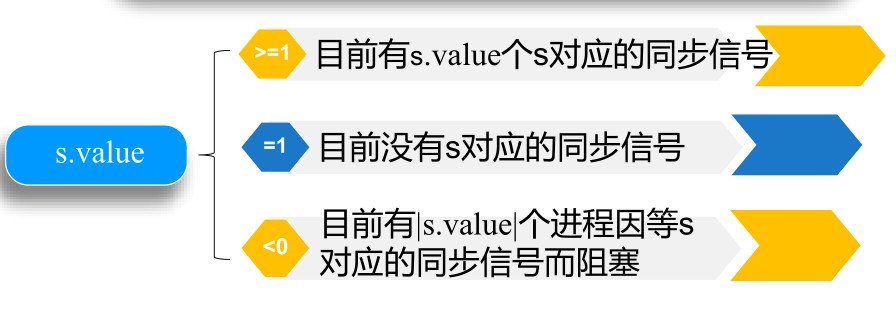 >=1
目前有s.value个s对应的同步信号
s.value
=1
目前没有s对应的同步信号
<0
目前有|s.value|个进程因等s
对应的同步信号而阻塞